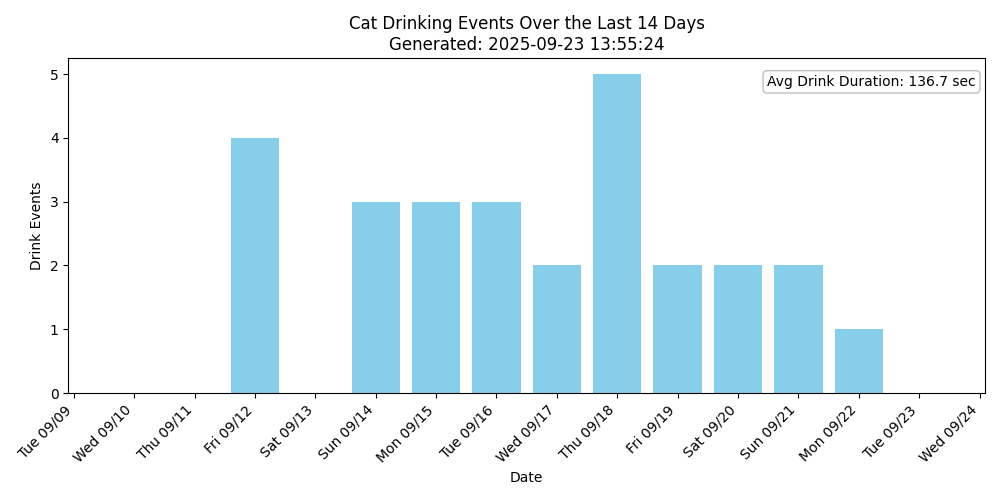 Cat Drinking Events Over the Last 14 Days
Generated: 2025-09-23 13:55:24
Avg Drink Duration: 136.7 sec
Drink Events
5
4
3
2
1
0
Tue 09/09
Wed 09/10
Thu 09/11
Fri 09/12
Sat 09/13
Sun 09/14
Mon 09/15
Tue 09/16
Wed 09/17
Thu 09/18
Fri 09/19
Sat 09/20
Sun 09/21
Mon 09/22
Tue 09/23
Wed 09/24
Date